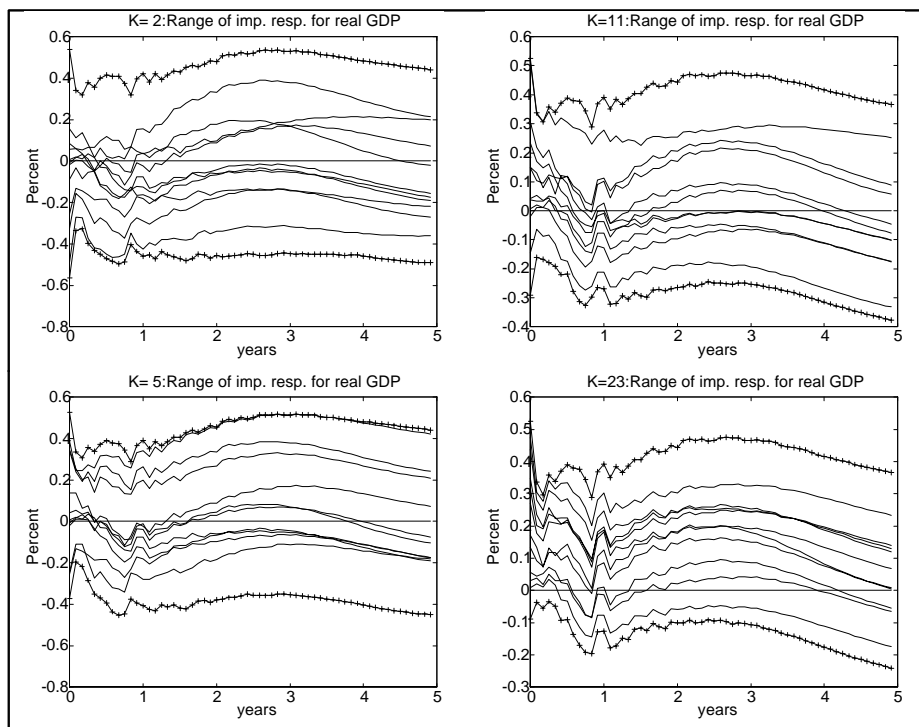 K= 2:Range of imp. resp. for real GDP
0.6
0.4
0.2
0
-0.2
-0.4
-0.6
-0.8
Percent
0 1 2 3 4 5
years
K=11:Range of imp. resp. for real GDP
0.6
0.5
0.4
0.3
0.2
0.1
0
-0.1
-0.2
-0.3
-0.4
Percent
0 1 2 3 4 5
years
K= 5:Range of imp. resp. for real GDP
0.6
0.4
0.2
0
-0.2
-0.4
-0.6
-0.8
Percent
0 1 2 3 4 5
years
K=23:Range of imp. resp. for real GDP
0.6
0.5
0.4
0.3
0.2
0.1
0
-0.1
-0.2
-0.3
Percent
0 1 2 3 4 5
years